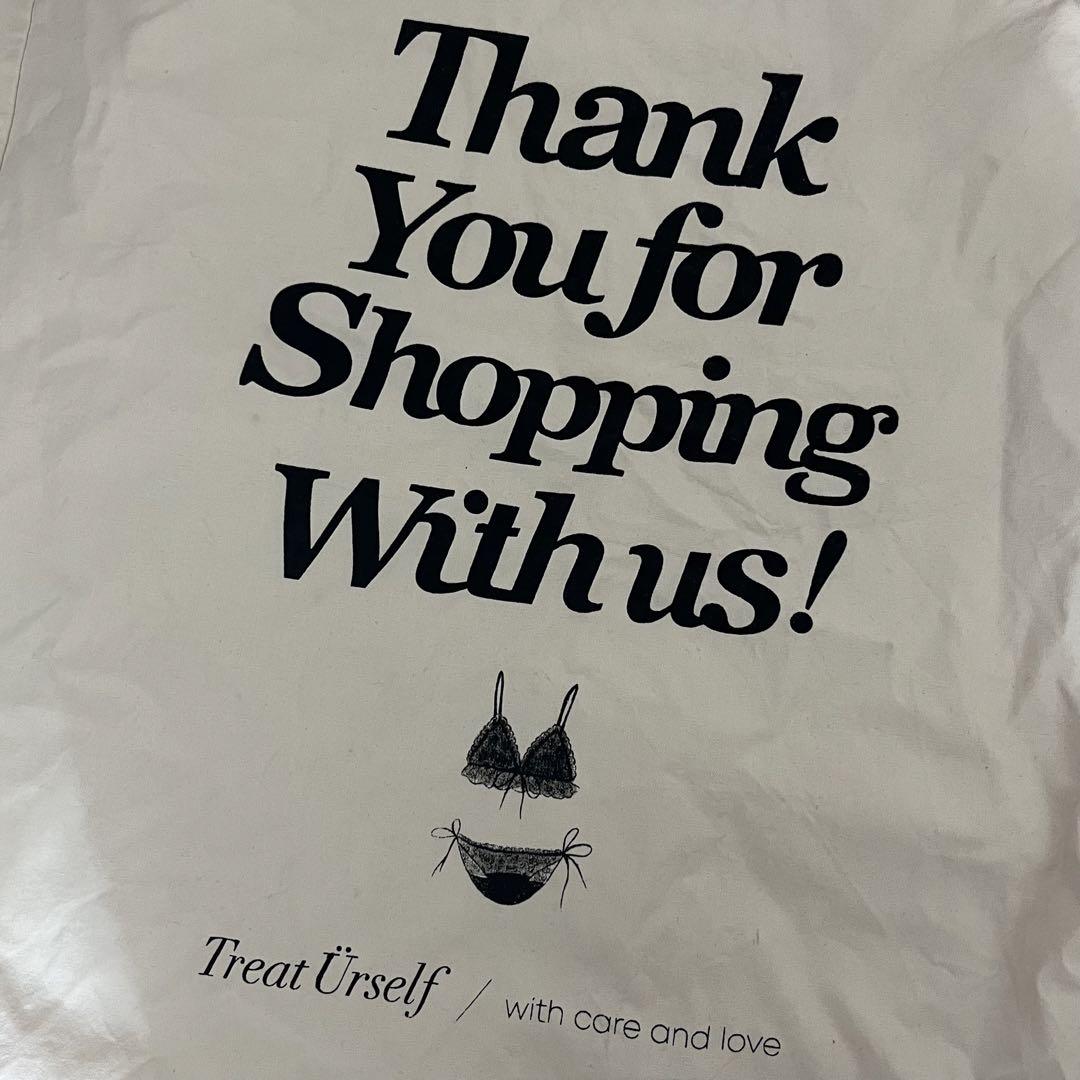 Thank
You for
Shopping
With us!
Treat Ürself / with care and love